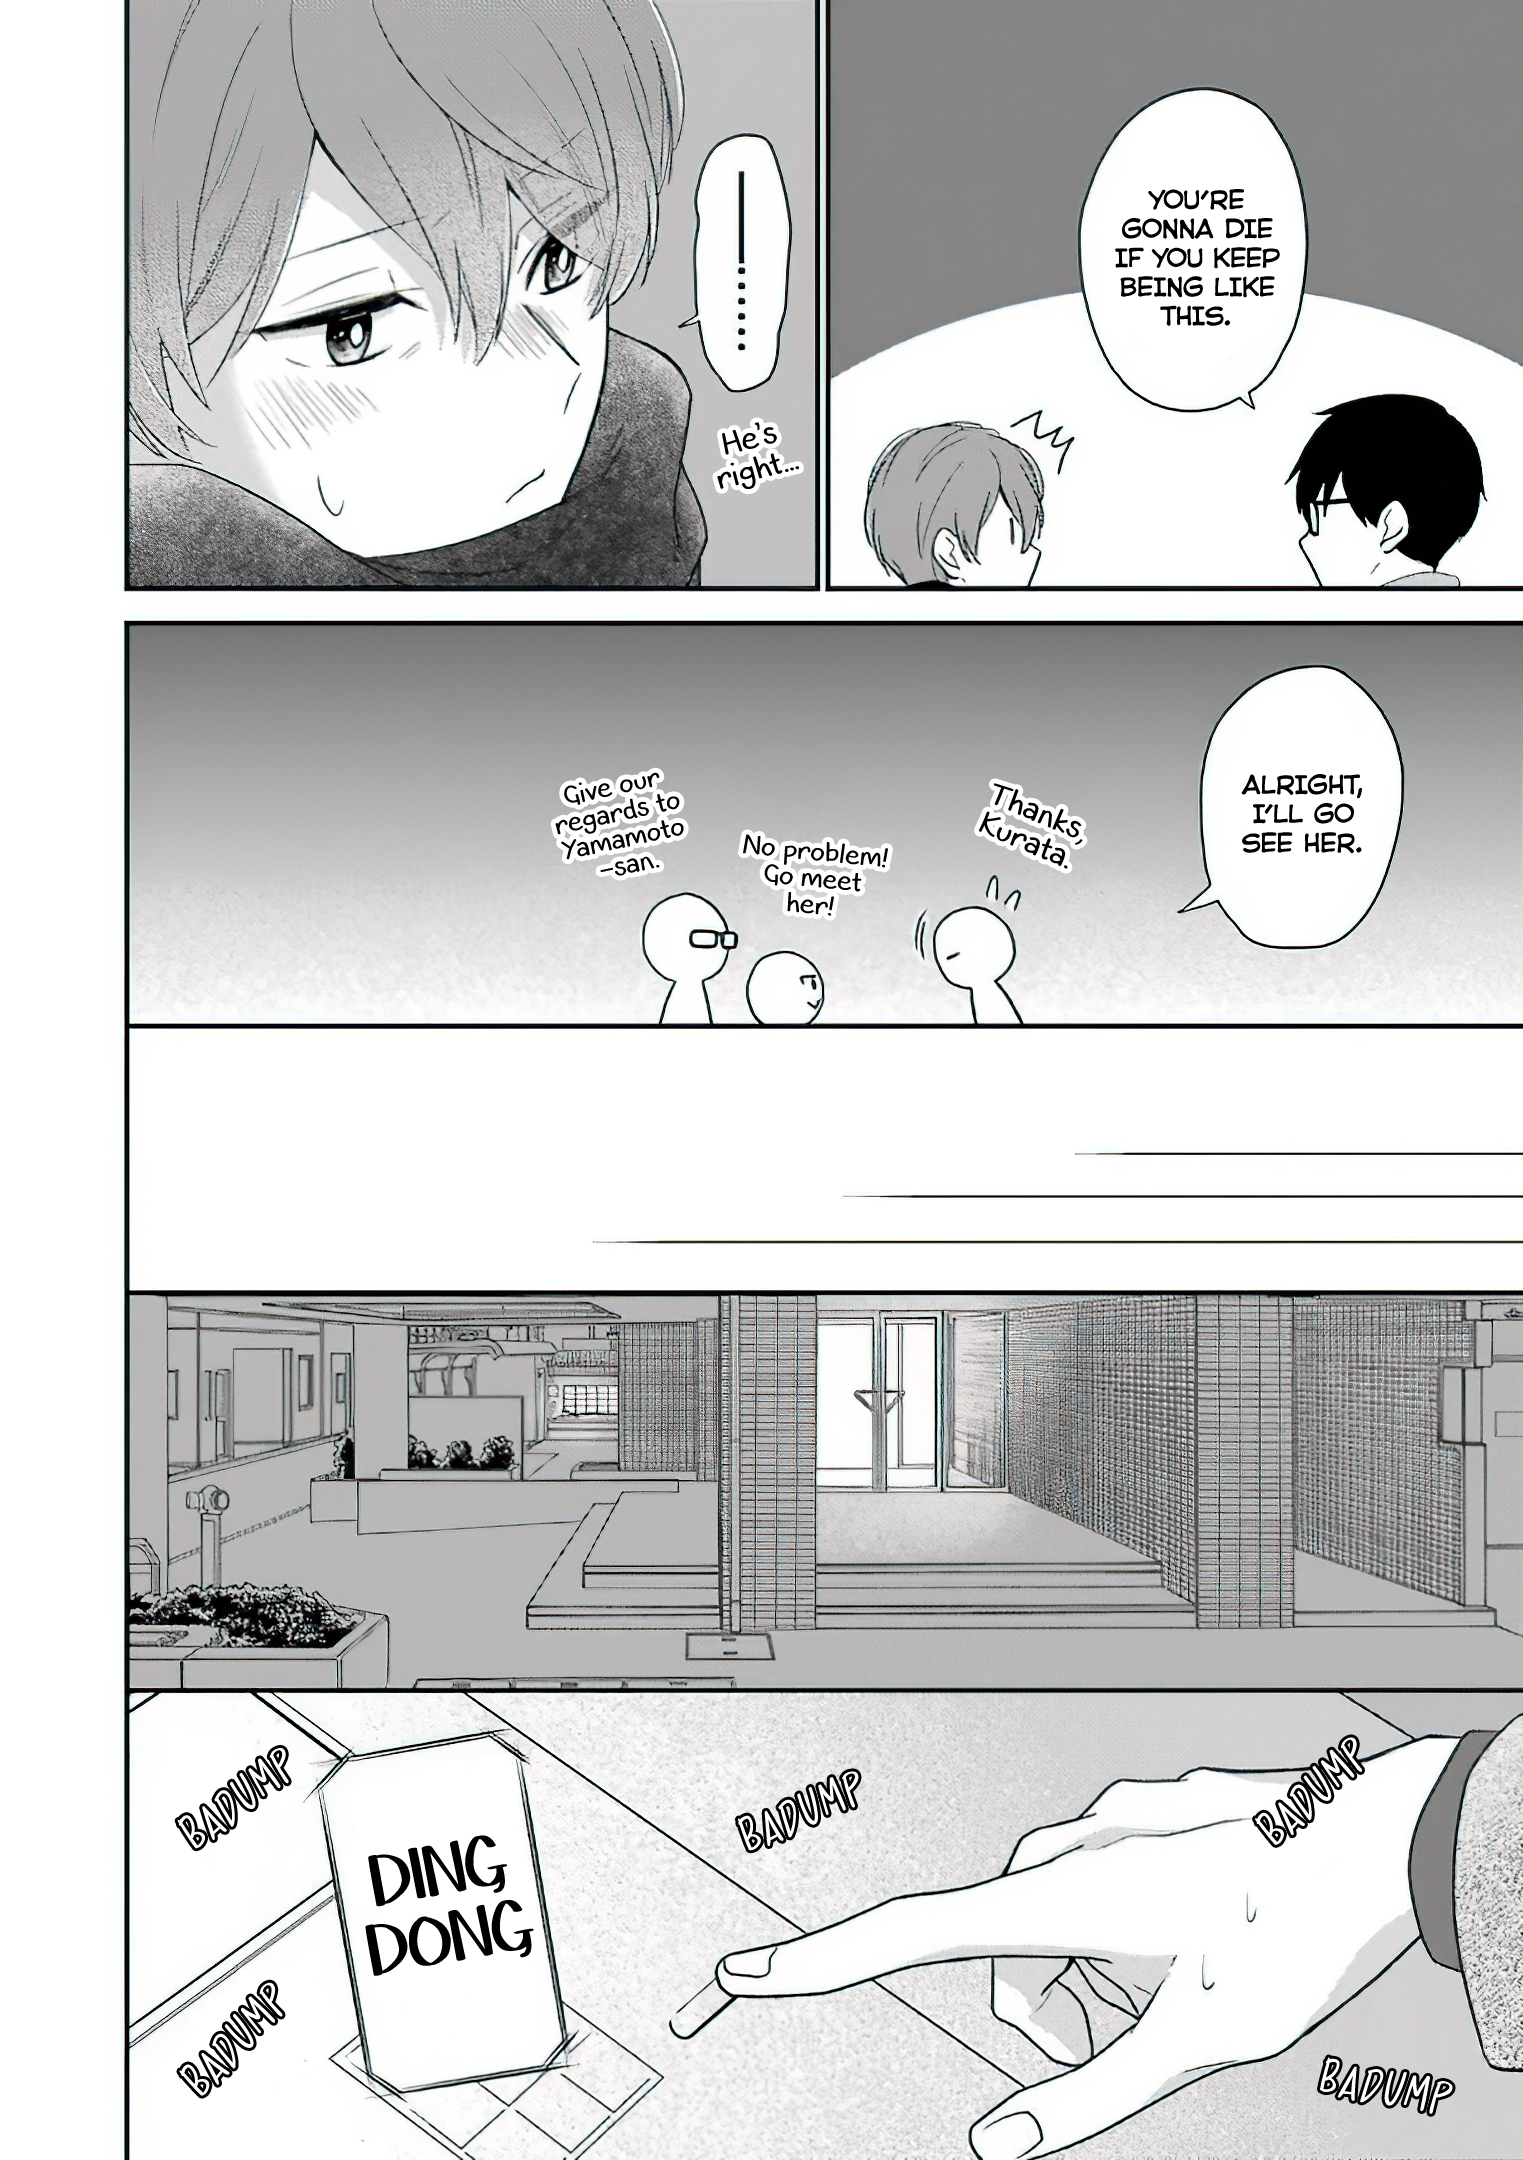 YOU'RE
GONNA DIE
IF YOU KEEP
BEING LIKE
THIS.
He's
right...
ALRIGHT,
I'LL GO
SEE HER.
Thanks,
Kurata.
No problem!
Go meet
her!
Give our
regards to
Yamamoto
-san.
BADUMP
BADUMP
BADUMP
DING
DONG
BADUMP
BADUMP